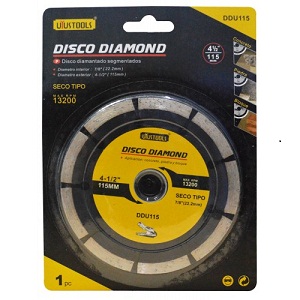 UYUSTOOLS
DDU115
DISCO DIAMOND
Disco diamantado segmentados
Diametro interior - 7/8" (22.2mm)
Diametro exterior - 4-1/2" (115mm)
4½"
115
SECO TIPO
MAX RPM
13200
UYUSTOOLS
DISCO DIAMOND
4-1/2"
115MM
MAX RPM
13200
SECO TIPO
7/8"(22.2mm)
DDU115
1 pc